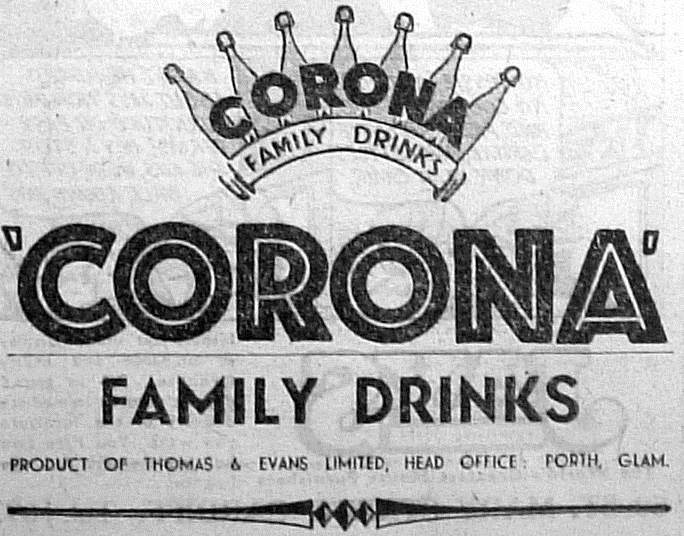 CORONA
FAMILY DRINKS
'CORONA'
FAMILY DRINKS
PRODUCT OF THOMAS & EVANS LIMITED, HEAD OFFICE: PORTH, GLAM.